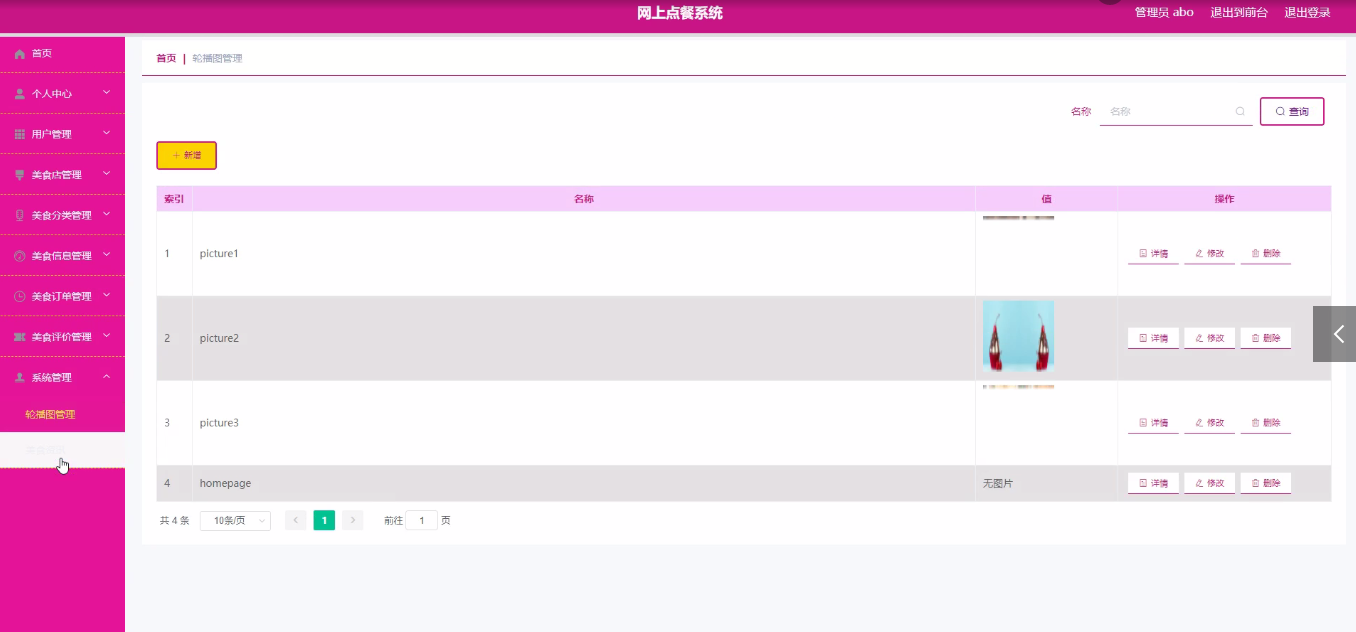 网上点餐系统
管理员 abo 退出到前台 退出登录
首页
个人中心
用户管理
美食店管理
美食分类管理
美食信息管理
美食订单管理
美食评价管理
系统管理
轮播图管理
首页 | 轮播图管理
名称 名称 查询
+ 新增
索引 名称 值 操作
1 picture1 详情 修改 删除
2 picture2 详情 修改 删除
3 picture3 详情 修改 删除
4 homepage 无图片 详情 修改 删除
共 4 条 10条/页 < 1 > 前往 1 页